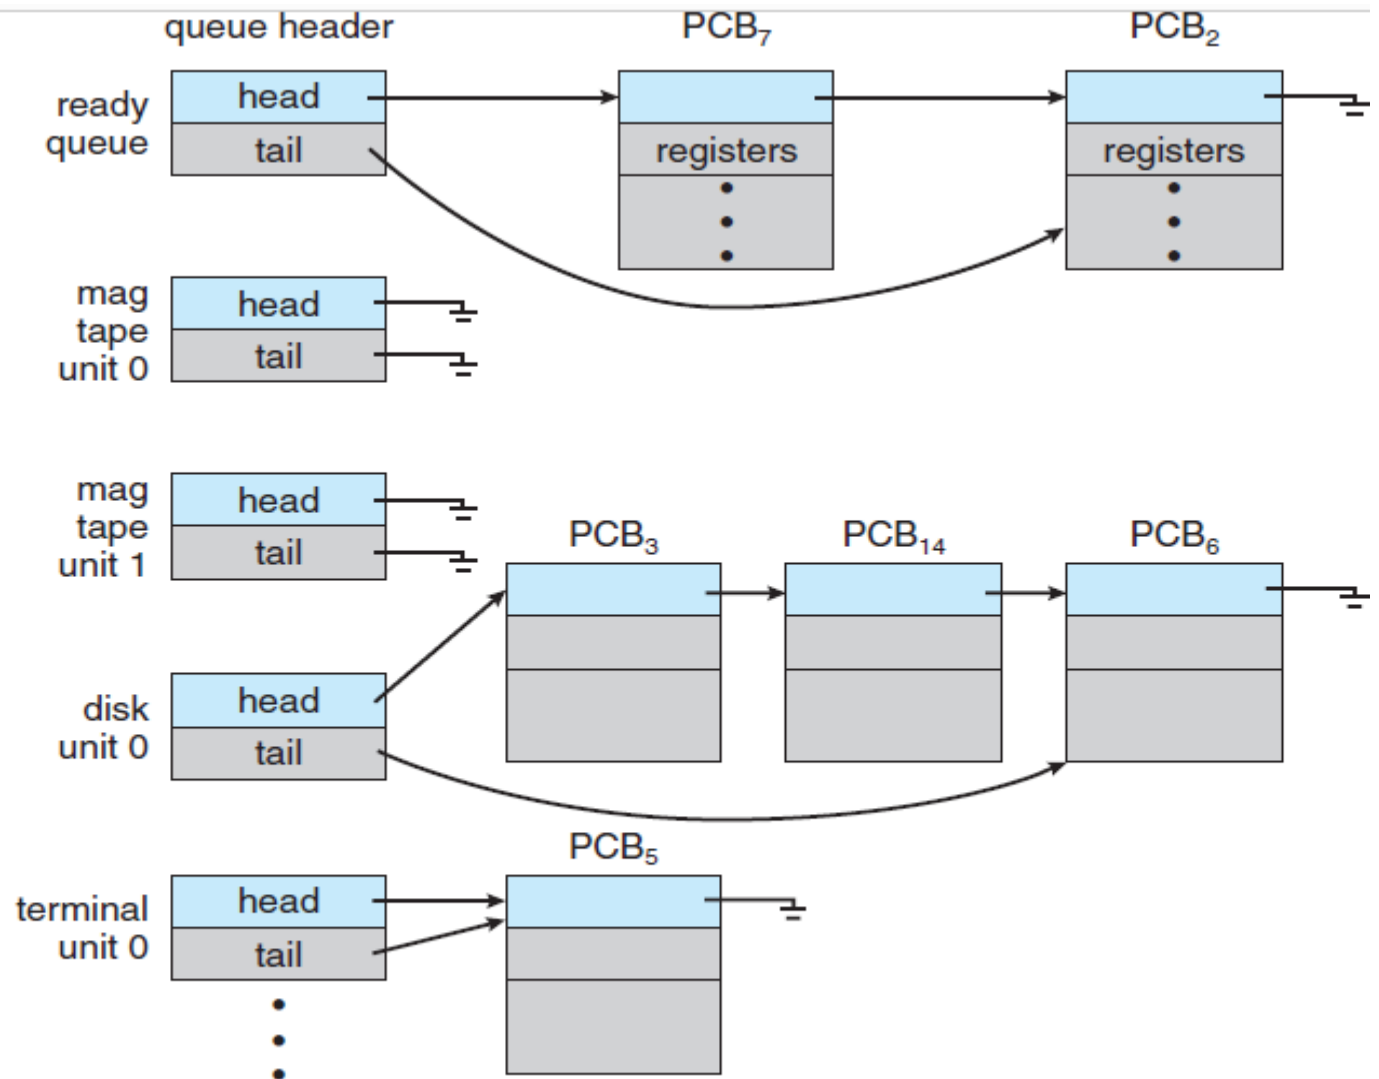 queue header
PCB7
PCB2
ready
queue
head
tail
registers
registers
mag
tape
unit 0
head
tail
mag
tape
unit 1
head
tail
PCB3
PCB14
PCB6
disk
unit 0
head
tail
PCB5
terminal
unit 0
head
tail